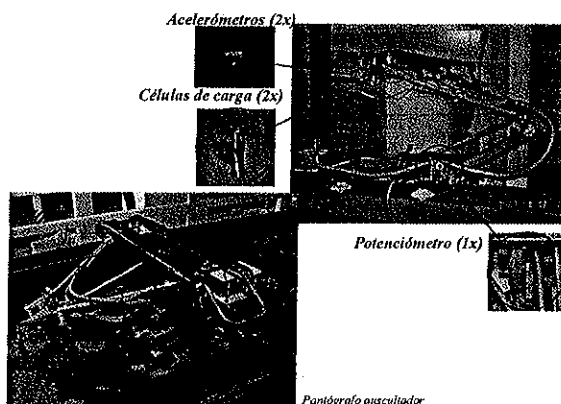 Acelerómetros (2x)
Células de carga (2x)
Potenciómetro (1x)
Pantógrafo auscultador